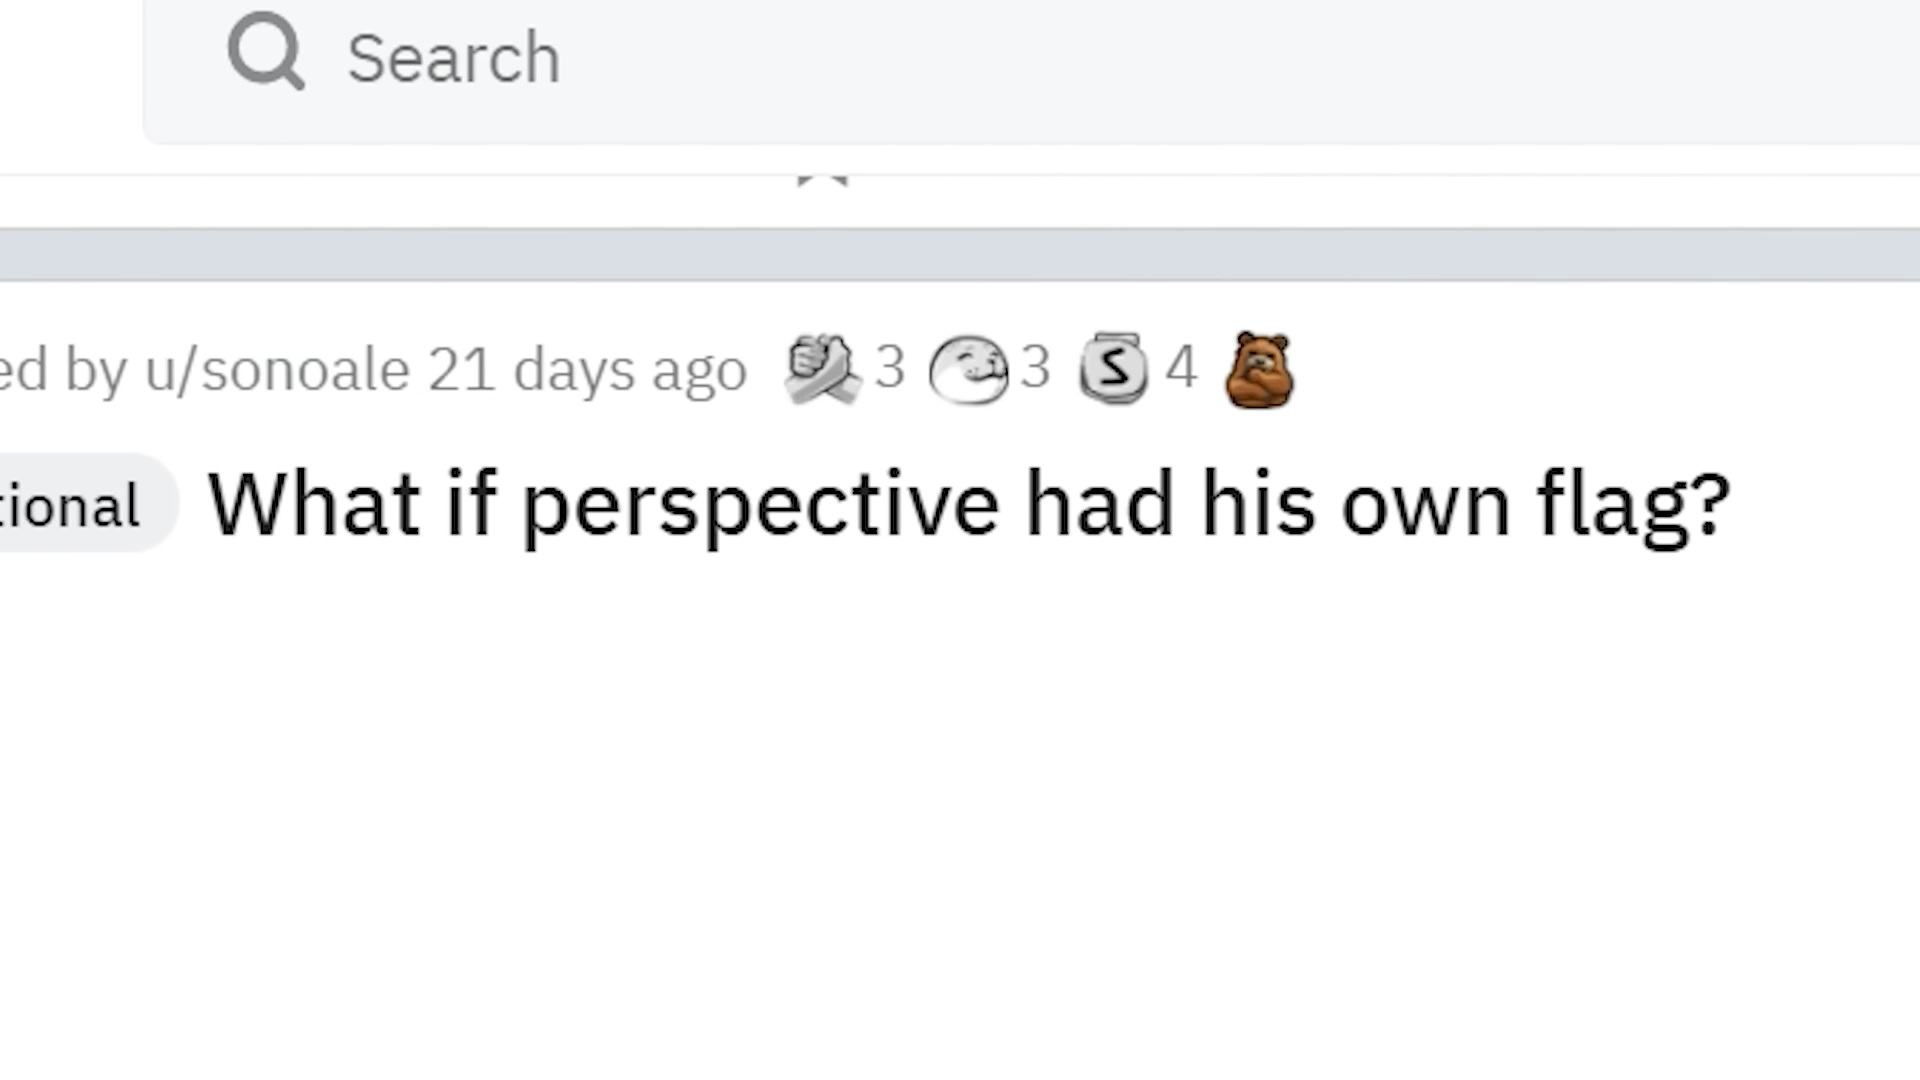 Search
ed by u/sonoale 21 days ago 3 3 S 4
tional What if perspective had his own flag?